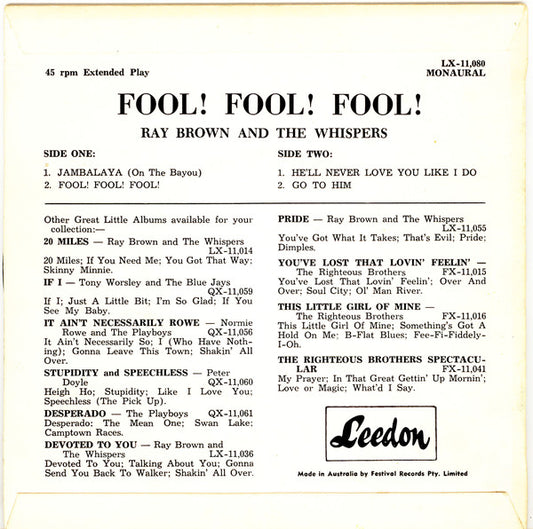 45 rpm Extended Play
LX-11,080
MONAURAL
FOOL! FOOL! FOOL!
RAY BROWN AND THE WHISPERS
SIDE ONE:
1. JAMBALAYA (On The Bayou)
2. FOOL! FOOL! FOOL!
SIDE TWO:
1. HE'LL NEVER LOVE YOU LIKE I DO
2. GO TO HIM
Other Great Little Albums available for your
collection:—
20 MILES — Ray Brown and The Whispers
LX-11,014
20 Miles; If You Need Me; You Got That Way;
Skinny Minnie.
IF I — Tony Worsley and The Blue Jays
QX-11,059
If I; Just A Little Bit; I'm So Glad; If You
See My Baby.
IT AIN'T NECESSARILY ROWE — Normie
Rowe and The Playboys QX-11,056
It Ain't Necessarily So; I (Who Have Noth-
ing); Gonna Leave This Town; Shakin' All
Over.
STUPIDITY and SPEECHLESS — Peter
Doyle QX-11,060
Heigh Ho; Stupidity; Like I Love You;
Speechless (The Pick Up).
DESPERADO — The Playboys QX-11,061
Desperado: The Mean One; Swan Lake;
Camptown Races.
DEVOTED TO YOU — Ray Brown and
The Whispers LX-11,036
Devoted To You; Talking About You; Gonna
Send You Back To Walker; Shakin' All Over.
PRIDE — Ray Brown and The Whispers
LX-11,055
You've Got What It Takes; That's Evil; Pride;
Dimples.
YOU'VE LOST THAT LOVIN' FEELIN' —
The Righteous Brothers FX-11,015
You've Lost That Lovin' Feelin'; Over And
Over; Soul City; Ol' Man River.
THIS LITTLE GIRL OF MINE —
The Righteous Brothers FX-11,016
This Little Girl Of Mine; Something's Got A
Hold On Me; B-Flat Blues; Fee-Fi-Fiddely-
I-Oh.
THE RIGHTEOUS BROTHERS SPECTACU-
LAR FX-11,041
My Prayer; In That Great Gettin' Up Mornin';
Love or Magic; What'd I Say.
Leedon
Made in Australia by Festival Records Pty. Limited